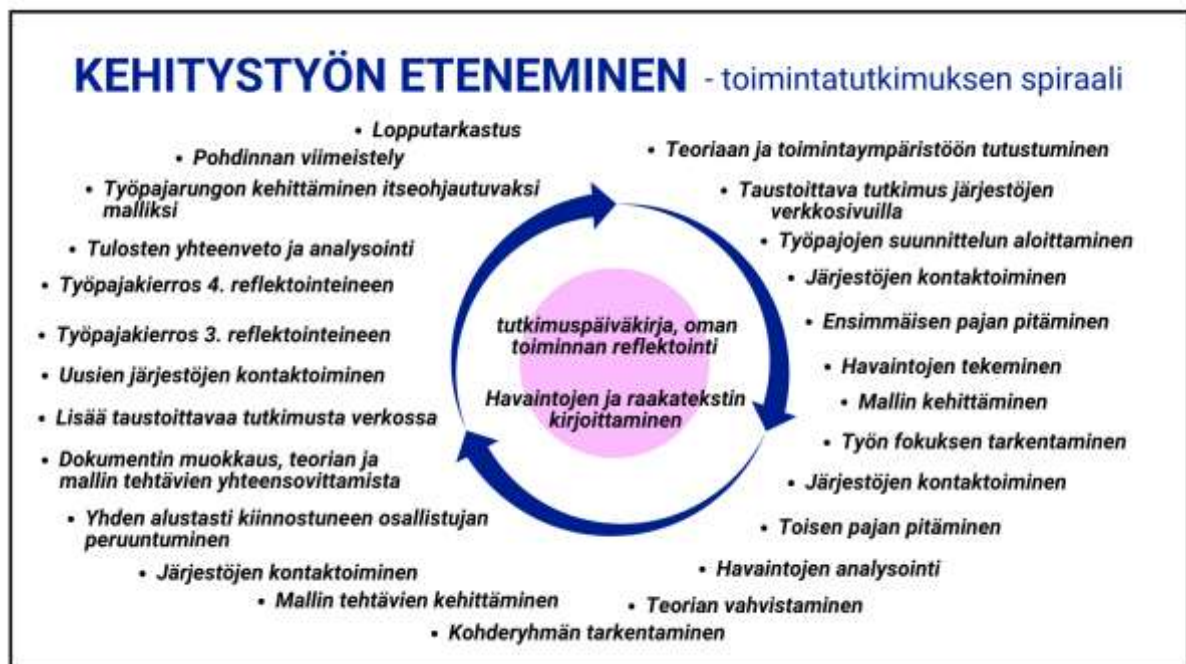 KEHITYSTYÖN ETENEMINEN - toimintatutkimuksen spiraali
• Teoriaan ja toimintaympäristöön tutustuminen
• Taustoittava tutkimus järjestöjen
verkkosivuilla
• Työpajojen suunnittelun aloittaminen
• Järjestöjen kontaktoiminen
• Ensimmäisen pajan pitäminen
• Havaintojen tekeminen
• Mallin kehittäminen
• Työn fokuksen tarkentaminen
• Järjestöjen kontaktoiminen
• Toisen pajan pitäminen
• Havaintojen analysointi
• Teorian vahvistaminen
• Kohderyhmän tarkentaminen
• Mallin tehtävien kehittäminen
• Järjestöjen kontaktoiminen
• Yhden alustasti kiinnostuneen osallistujan
peruuntuminen
• Dokumentin muokkaus, teorian ja
mallin tehtävien yhteensovittamista
• Lisää taustoittavaa tutkimusta verkossa
• Uusien järjestöjen kontaktoiminen
• Työpajakierros 3. reflektointeineen
• Työpajakierros 4. reflektointeineen
• Tulosten yhteenveto ja analysointi
• Työpajarungon kehittäminen itseohjautuvaksi
malliksi
• Pohdinnan viimeistely
• Lopputarkastus
tutkimuspäiväkirja, oman
toiminnan reflektointi
Havaintojen ja raakatekstin
kirjoittaminen